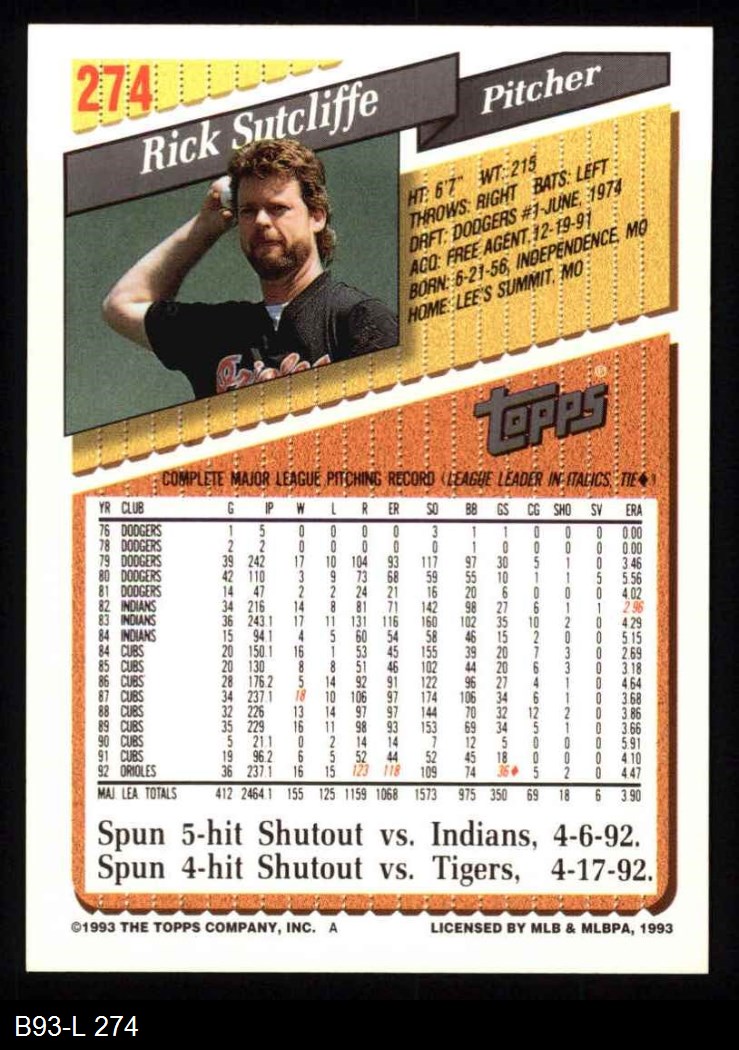 274
Rick Sutcliffe
Pitcher
HT: 6'7" WT: 215
THROWS: RIGHT BATS: LEFT
DRFT: DODGERS #1-JUNE, 1974
ACQ: FREE AGENT, 12-19-91
BORN: 6-21-56, INDEPENDENCE, MO
HOME: LEE'S SUMMIT, MO
Orioles
topps®
COMPLETE MAJOR LEAGUE PITCHING RECORD (LEAGUE LEADER IN ITALICS, TIE♦)
YR CLUB G IP W L R ER SO BB GS CG SHO SV ERA
76 DODGERS 1 5 0 0 0 0 3 1 1 0 0 0 0.00
78 DODGERS 2 2 0 0 0 0 0 1 0 0 0 0 0.00
79 DODGERS 39 242 17 10 104 93 117 97 30 5 1 0 3.46
80 DODGERS 42 110 3 9 73 68 59 55 10 1 1 5 5.56
81 DODGERS 14 47 2 2 24 21 16 20 6 0 0 0 4.02
82 INDIANS 34 216 14 8 81 71 142 98 27 6 1 1 2.96
83 INDIANS 36 243.1 17 11 131 116 160 102 35 10 2 0 4.29
84 INDIANS 15 94.1 4 5 60 54 58 46 15 2 0 0 5.15
84 CUBS 20 150.1 16 1 53 45 155 39 20 7 3 0 2.69
85 CUBS 20 130 8 8 51 46 102 44 20 6 3 0 3.18
86 CUBS 28 176.2 5 14 92 91 122 96 27 4 1 0 4.64
87 CUBS 34 237.1 18 10 106 97 174 106 34 6 1 0 3.68
88 CUBS 32 226 13 14 97 97 144 70 32 12 2 0 3.86
89 CUBS 35 229 16 11 98 93 153 69 34 5 1 0 3.66
90 CUBS 5 21.1 0 2 14 14 7 12 5 0 0 0 5.91
91 CUBS 19 96.2 6 5 52 44 52 45 18 0 0 0 4.10
92 ORIOLES 36 237.1 16 15 123 118 109 74 36♦ 5 2 0 4.47
MAJ. LEA. TOTALS 412 2464.1 155 125 1159 1068 1573 975 350 69 18 6 3.90
Spun 5-hit Shutout vs. Indians, 4-6-92.
Spun 4-hit Shutout vs. Tigers, 4-17-92.
©1993 THE TOPPS COMPANY, INC. A LICENSED BY MLB & MLBPA, 1993
B93-L 274